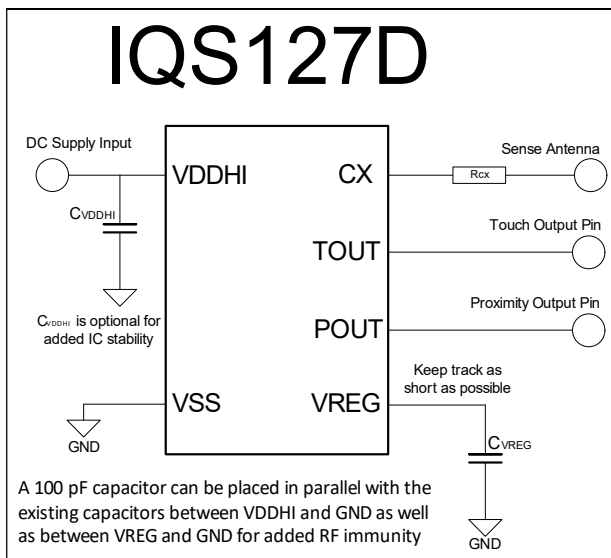 IQS127D
DC Supply Input
Sense Antenna
VDDHI
CX
Rcx
CVDDHI
Touch Output Pin
TOUT
Proximity Output Pin
CVDDHI is optional for
added IC stability
POUT
Keep track as
short as possible
VSS
VREG
GND
CVREG
A 100 pF capacitor can be placed in parallel with the
existing capacitors between VDDHI and GND as well
as between VREG and GND for added RF immunity
GND